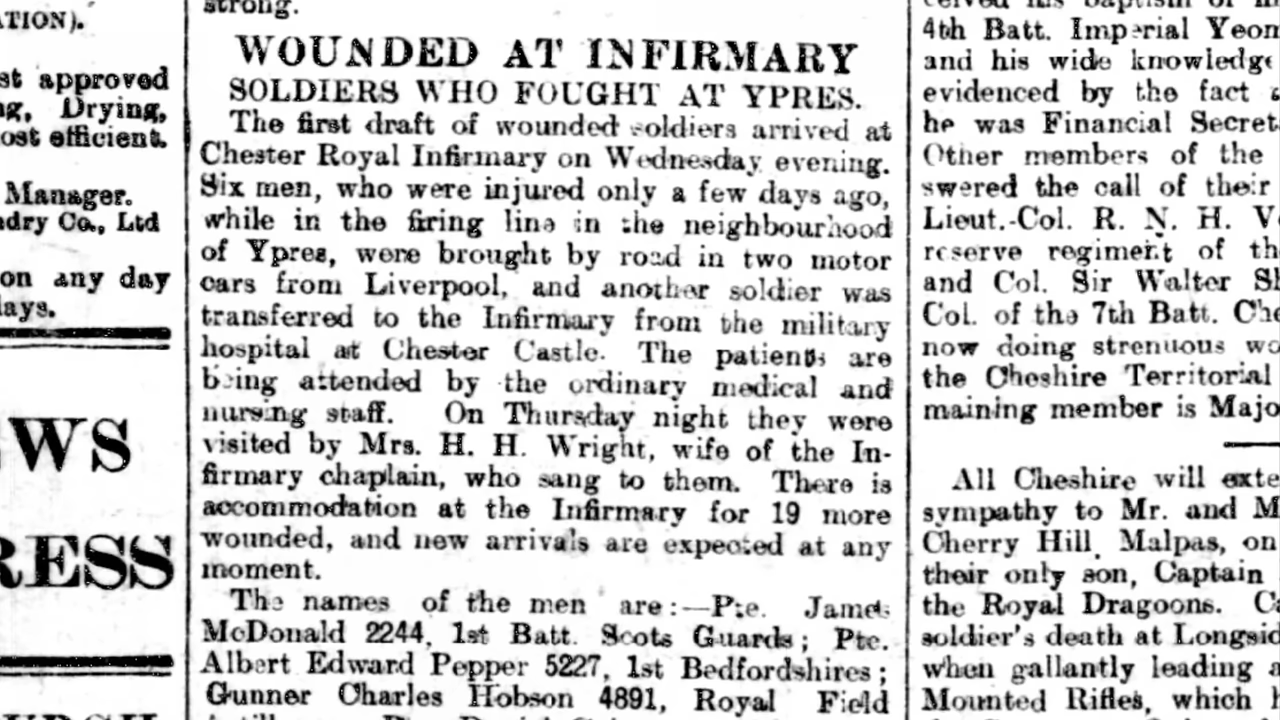 ATION).
st approved
ng, Drying,
ost efficient.
Manager.
ndry Co., Ltd
on any day
days.
WS
RESS
strong.
WOUNDED AT INFIRMARY
SOLDIERS WHO FOUGHT AT YPRES.
The first draft of wounded soldiers arrived at
Chester Royal Infirmary on Wednesday evening.
Six men, who were injured only a few days ago,
while in the firing line in the neighbourhood
of Ypres, were brought by road in two motor
cars from Liverpool, and another soldier was
transferred to the Infirmary from the military
hospital at Chester Castle. The patients are
being attended by the ordinary medical and
nursing staff. On Thursday night they were
visited by Mrs. H. H. Wright, wife of the In-
firmary chaplain, who sang to them. There is
accommodation at the Infirmary for 19 more
wounded, and new arrivals are expected at any
moment.
The names of the men are:—Pte. James
McDonald 2244, 1st Batt. Scots Guards; Pte.
Albert Edward Pepper 5227, 1st Bedfordshires;
Gunner Charles Hobson 4891, Royal Field
his baptism of
4th Batt. Imperial Yeon
and his wide knowledge
evidenced by the fact
he was Financial Secret
Other members of the
swered the call of their
Lieut.-Col. R. N. H. V
reserve regiment of th
and Col. Sir Walter Sh
Col. of the 7th Batt. Che
now doing strenuous wo
the Cheshire Territorial
maining member is Majo
All Cheshire will exte
sympathy to Mr. and M
Cherry Hill, Malpas, on
their only son, Captain
the Royal Dragoons. C
soldier's death at Longsid
when gallantly leading a
Mounted Rifles, which h